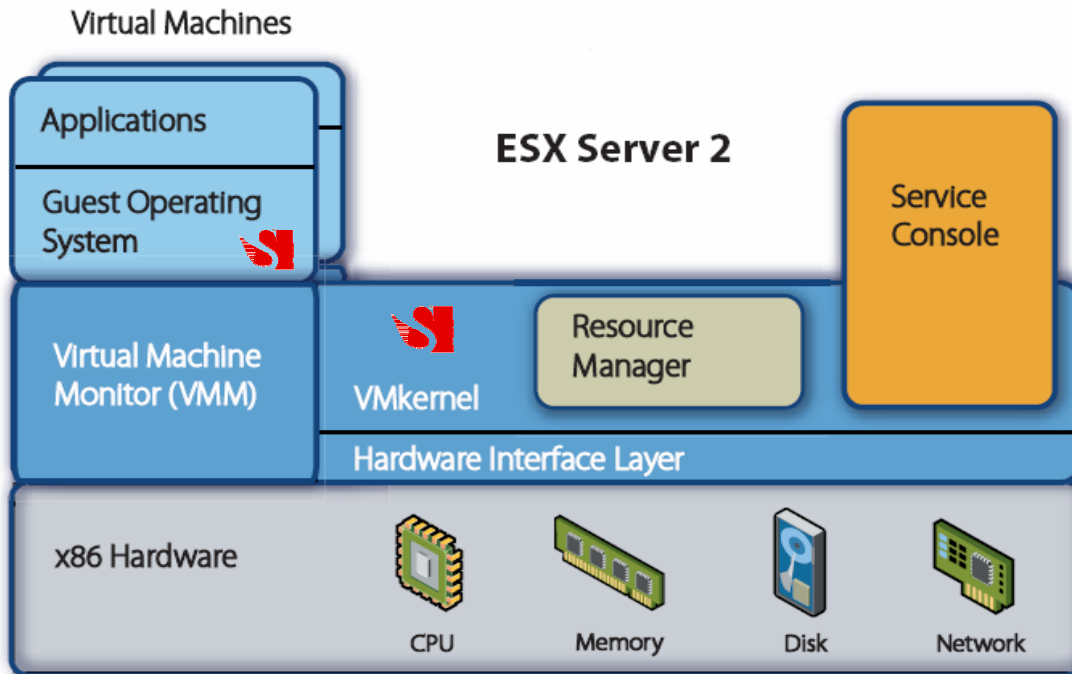 Virtual Machines
Applications
ESX Server 2
Guest Operating
System
Service
Console
Virtual Machine
Monitor (VMM)
VMkernel
Resource
Manager
Hardware Interface Layer
x86 Hardware
CPU
Memory
Disk
Network